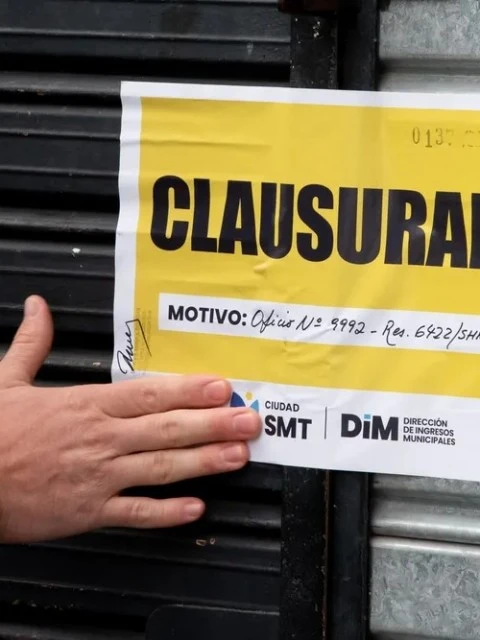 0137
CLAUSURA
MOTIVO: Oficio Nº 9992 - Res. 6422/SH
CIUDAD
SMT
DiM
DIRECCIÓN
DE INGRESOS
MUNICIPALES